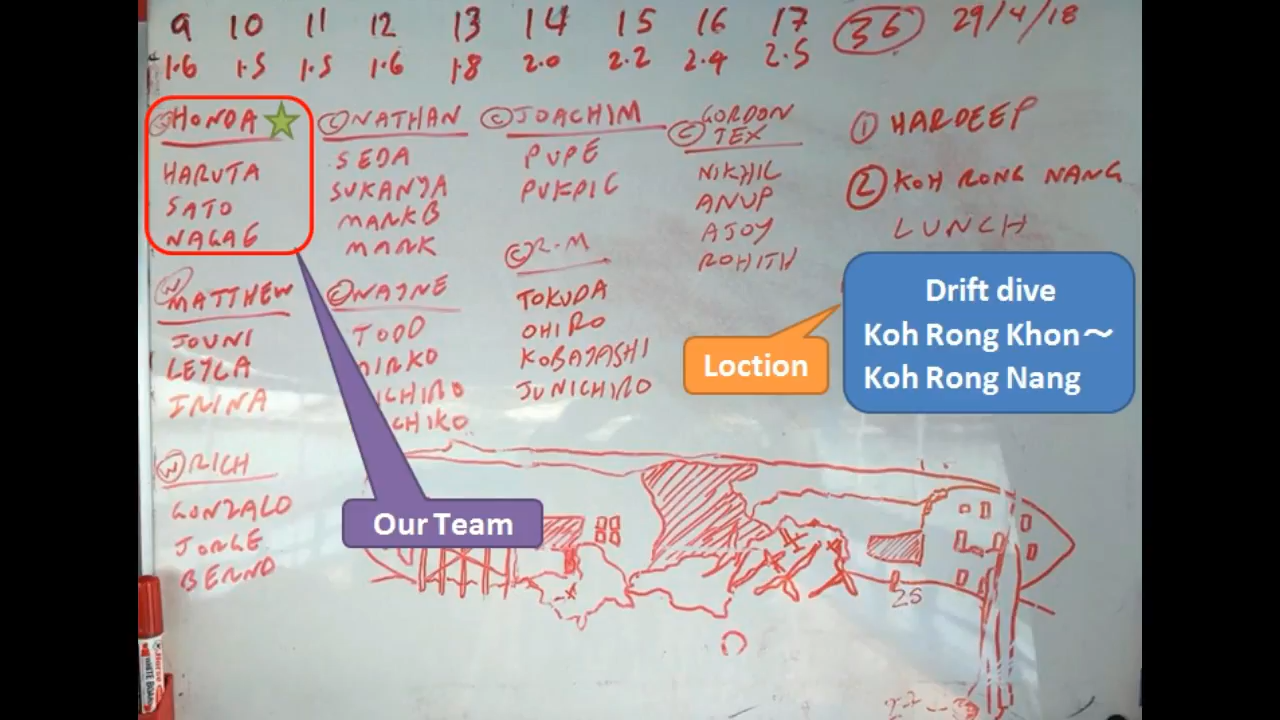 9 10 11 12 13 14 15 16 17 36 29/4/18
1.6 1.5 1.5 1.6 1.8 2.0 2.2 2.4 2.5
C HONDA
HARUTA
SATO
C NATHAN
SEDA
SUKANYA
MARK B
MARK
C JOACHIM
PUPE
C GORDON
TEX
NIKHIL
ANUP
AJOY
ROHITH
1 HARDEEP
2 KOH RONG NANG
LUNCH
Drift dive
Koh Rong Khon～
Koh Rong Nang
Loction
N MATTHEW
JOUNI
LEYLA
IRINA
C WAYNE
TODD
C R-M
TOKUDA
OHIRO
KOBAYASHI
JUNICHIRO
N RICH
GONZALO
JORGE
BERND
Our Team
25
WHITE BOARD